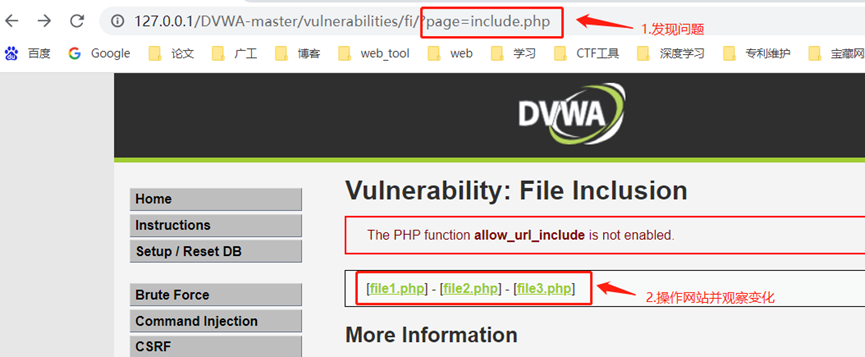 127.0.0.1/DVWA-master/vulnerabilities/fi/?page=include.php
1.发现问题
百度 Google 论文 广工 博客 web_tool web 学习 CTF工具 深度学习 专利维护 宝藏网
DVWA
Home
Instructions
Setup / Reset DB
Brute Force
Command Injection
CSRF
Vulnerability: File Inclusion
The PHP function allow_url_include is not enabled.
[file1.php] - [file2.php] - [file3.php]
2.操作网站并观察变化
More Information